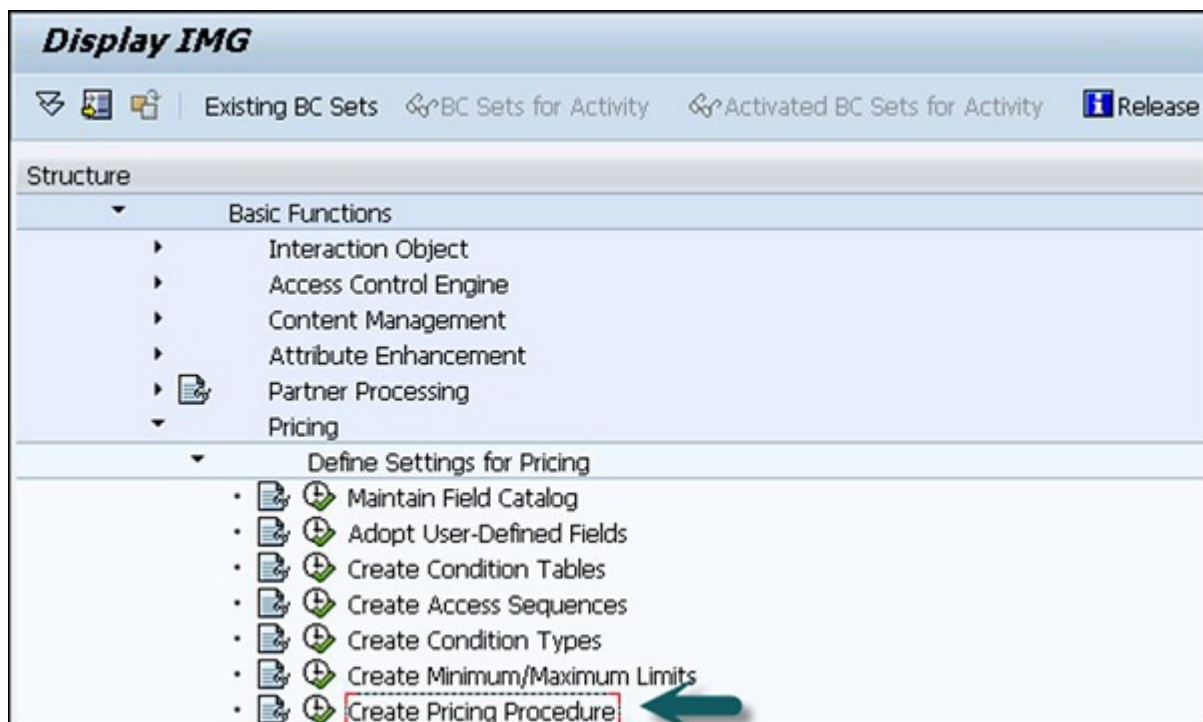 Display IMG
Existing BC Sets BC Sets for Activity Activated BC Sets for Activity Release
Structure
Basic Functions
Interaction Object
Access Control Engine
Content Management
Attribute Enhancement
Partner Processing
Pricing
Define Settings for Pricing
Maintain Field Catalog
Adopt User-Defined Fields
Create Condition Tables
Create Access Sequences
Create Condition Types
Create Minimum/Maximum Limits
Create Pricing Procedure